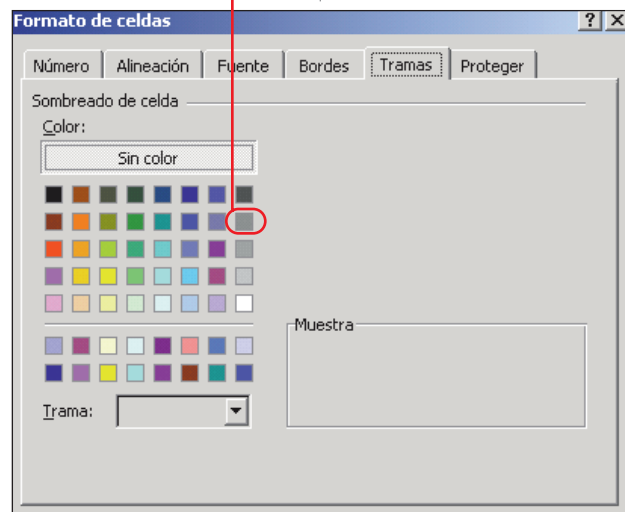 Formato de celdas
Número Alineación Fuente Bordes Tramas Proteger
Sombreado de celda
Color:
Sin color
Muestra
Trama: